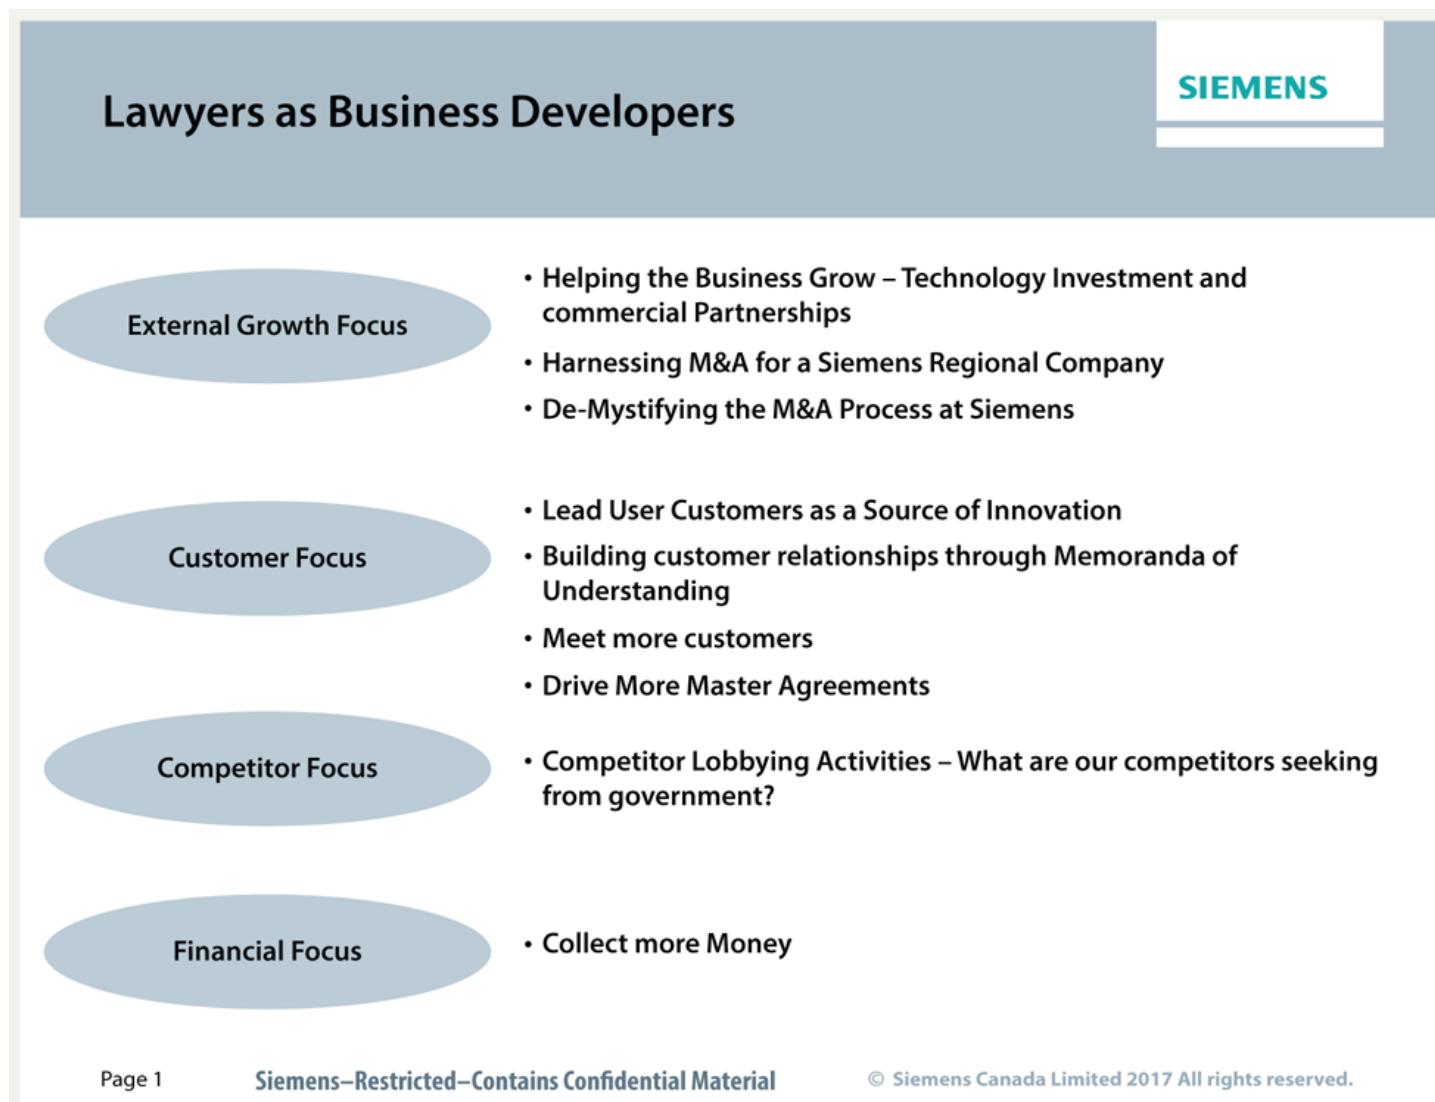 Lawyers as Business Developers
SIEMENS
External Growth Focus
• Helping the Business Grow – Technology Investment and
commercial Partnerships
• Harnessing M&A for a Siemens Regional Company
• De-Mystifying the M&A Process at Siemens
Customer Focus
• Lead User Customers as a Source of Innovation
• Building customer relationships through Memoranda of
Understanding
• Meet more customers
• Drive More Master Agreements
Competitor Focus
• Competitor Lobbying Activities – What are our competitors seeking
from government?
Financial Focus
• Collect more Money
Page 1
Siemens–Restricted–Contains Confidential Material
© Siemens Canada Limited 2017 All rights reserved.